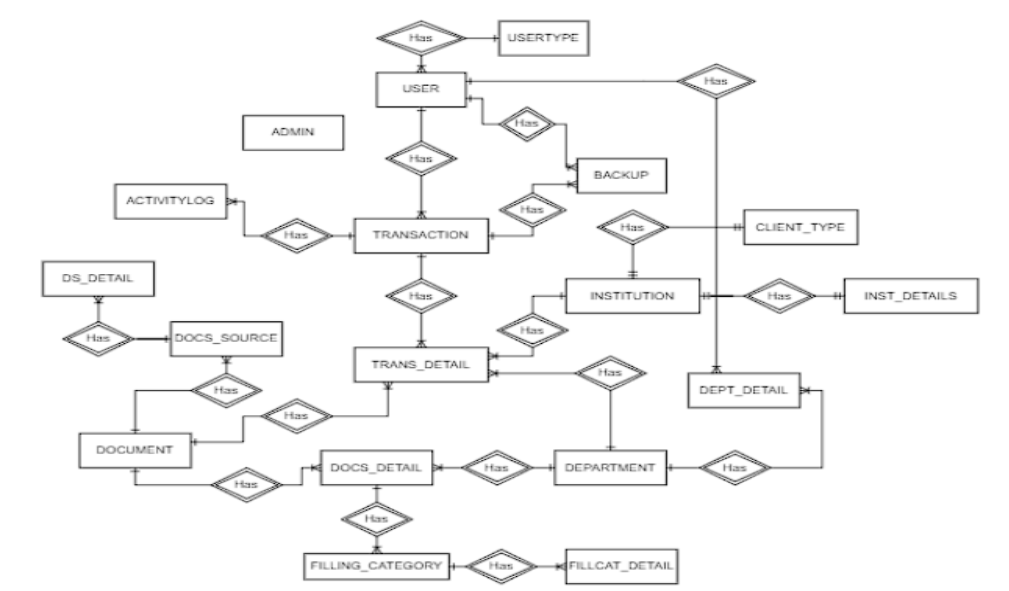 Has
USERTYPE
USER
Has
Has
ADMIN
Has
BACKUP
ACTIVITYLOG
Has
Has
TRANSACTION
Has
CLIENT_TYPE
DS_DETAIL
Has
INSTITUTION
Has
INST_DETAILS
Has
DOCS_SOURCE
Has
TRANS_DETAIL
Has
Has
DEPT_DETAIL
Has
DOCUMENT
Has
DOCS_DETAIL
Has
DEPARTMENT
Has
Has
FILLING_CATEGORY
Has
FILLCAT_DETAIL